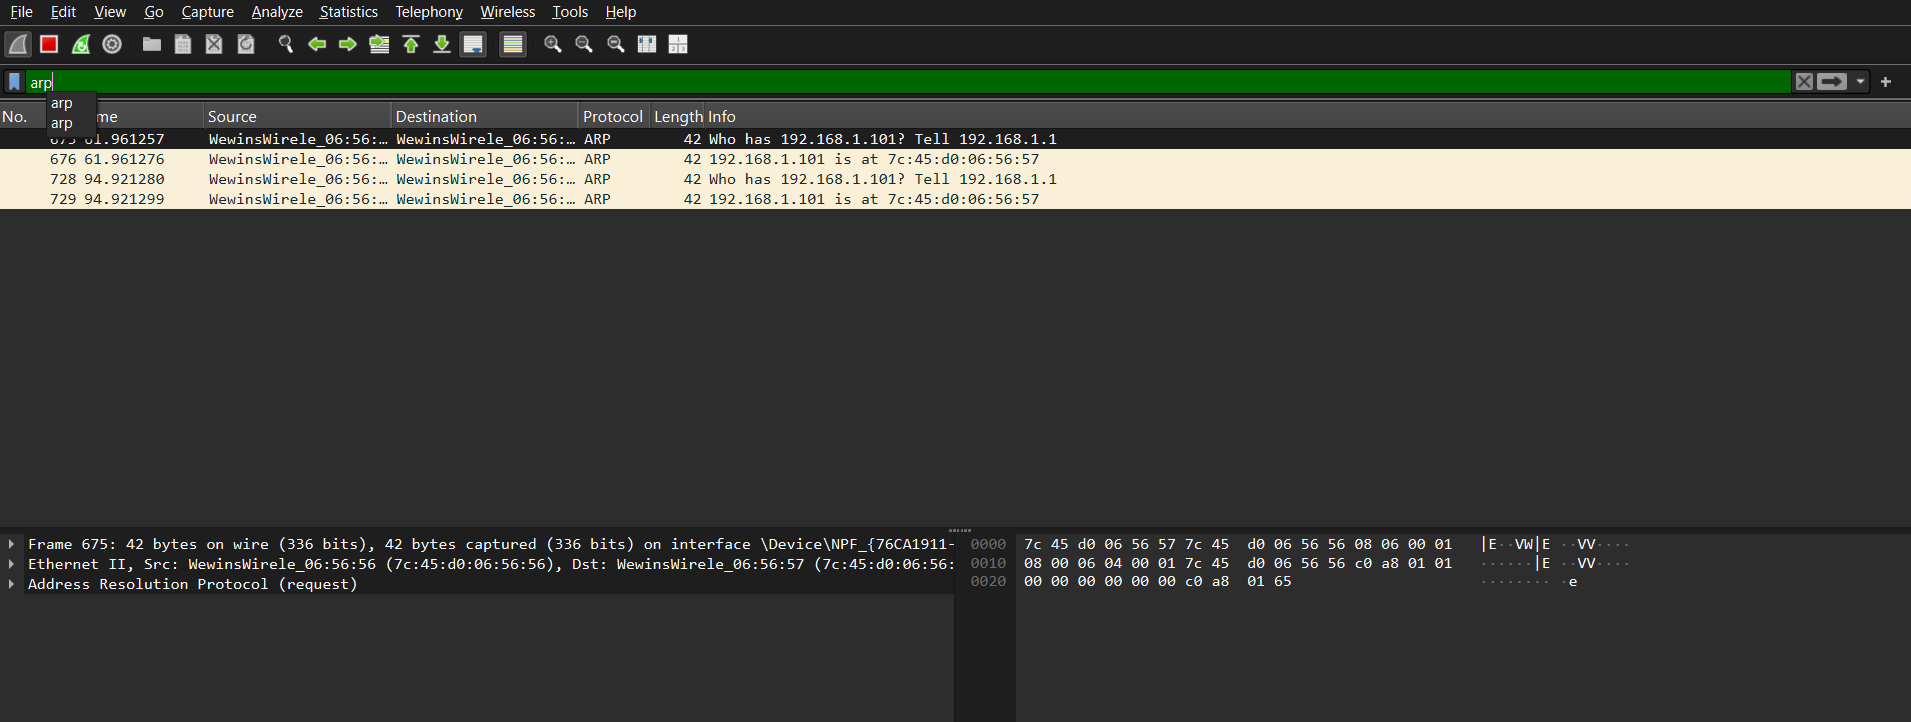 File Edit View Go Capture Analyze Statistics Telephony Wireless Tools Help
arp
arp
arp
No. me Source Destination Protocol Length Info
675 61.961257 WewinsWirele_06:56:… WewinsWirele_06:56:… ARP 42 Who has 192.168.1.101? Tell 192.168.1.1
676 61.961276 WewinsWirele_06:56:… WewinsWirele_06:56:… ARP 42 192.168.1.101 is at 7c:45:d0:06:56:57
728 94.921280 WewinsWirele_06:56:… WewinsWirele_06:56:… ARP 42 Who has 192.168.1.101? Tell 192.168.1.1
729 94.921299 WewinsWirele_06:56:… WewinsWirele_06:56:… ARP 42 192.168.1.101 is at 7c:45:d0:06:56:57
Frame 675: 42 bytes on wire (336 bits), 42 bytes captured (336 bits) on interface \Device\NPF_{76CA1911-
Ethernet II, Src: WewinsWirele_06:56:56 (7c:45:d0:06:56:56), Dst: WewinsWirele_06:56:57 (7c:45:d0:06:56:
Address Resolution Protocol (request)
0000 7c 45 d0 06 56 57 7c 45 d0 06 56 56 08 06 00 01 |E··VW|E ··VV····
0010 08 00 06 04 00 01 7c 45 d0 06 56 56 c0 a8 01 01 ······|E ··VV····
0020 00 00 00 00 00 00 c0 a8 01 65 ········ ·e